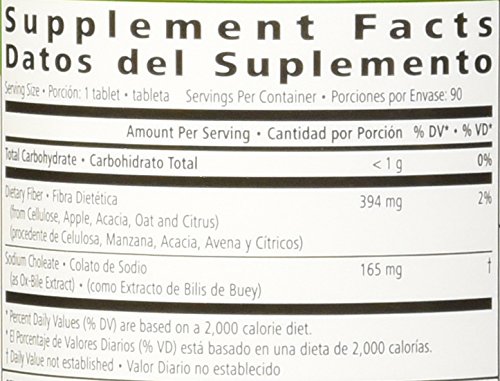 Supplement Facts
Datos del Suplemento
Serving Size • Porción: 1 tablet • tableta Servings Per Container • Porciones por Envase: 90
Amount Per Serving • Cantidad por Porción % DV* • % VD*
Total Carbohydrate • Carbohidrato Total < 1 g 0%
Dietary Fiber • Fibra Dietética 394 mg 2%
(from Cellulose, Apple, Acacia, Oat and Citrus)
(procedente de Celulosa, Manzana, Acacia, Avena y Cítricos)
Sodium Choleate • Colato de Sodio 165 mg †
(as Ox-Bile Extract) • (como Extracto de Bilis de Buey)
* Percent Daily Values (% DV) are based on a 2,000 calorie diet.
* El Porcentaje de Valores Diarios (% VD) está basado en una dieta de 2,000 calorías.
† Daily Value not established • Valor Diario no establecido